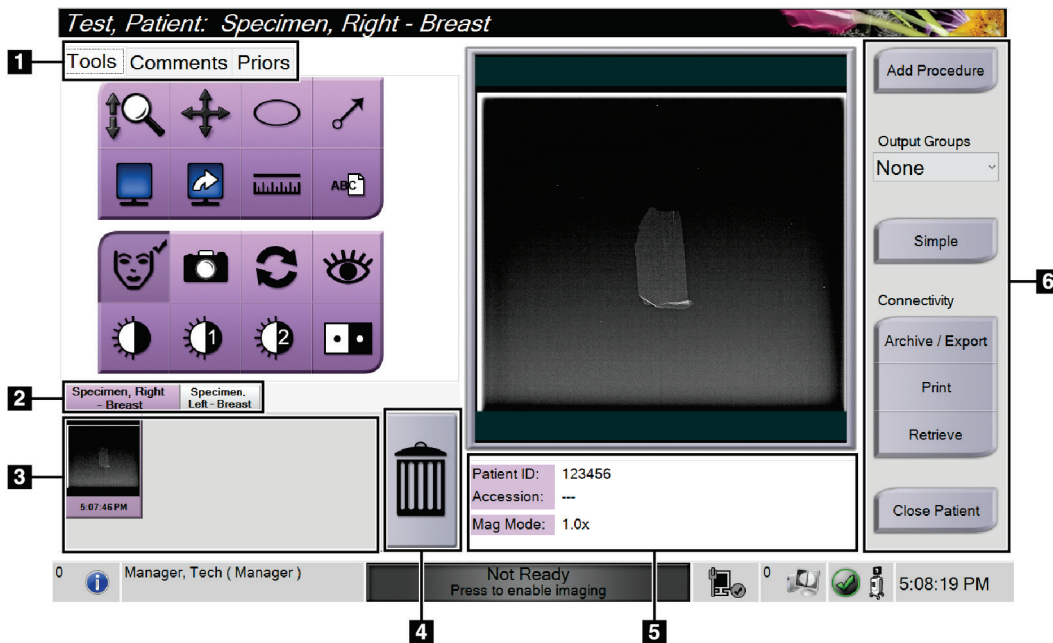 Test, Patient: Specimen, Right - Breast
1
Tools Comments Priors
ABC
1
2
2
Specimen, Right - Breast
Specimen, Left - Breast
3
5:07:46 PM
4
Patient ID: 123456
Accession: ---
Mag Mode: 1.0x
5
Add Procedure
Output Groups
None
Simple
6
Connectivity
Archive / Export
Print
Retrieve
Close Patient
0
Manager, Tech ( Manager )
Not Ready
Press to enable imaging
0
5:08:19 PM